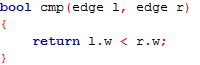 bool cmp(edge l, edge r)
{
    return l.w < r.w;
}